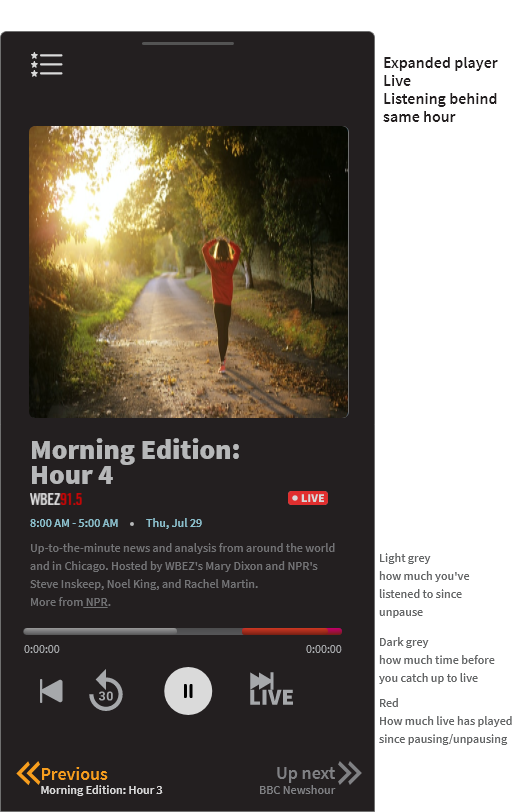 Expanded player
Live
Listening behind
same hour
Morning Edition:
Hour 4
WBEZ91.5
LIVE
8:00 AM - 5:00 AM • Thu, Jul 29
Up-to-the-minute news and analysis from around the world
and in Chicago. Hosted by WBEZ's Mary Dixon and NPR's
Steve Inskeep, Noel King, and Rachel Martin.
More from NPR.
0:00:00 0:00:00
30
LIVE
Previous
Morning Edition: Hour 3
Up next
BBC Newshour
Light grey
how much you've
listened to since
unpause
Dark grey
how much time before
you catch up to live
Red
How much live has played
since pausing/unpausing